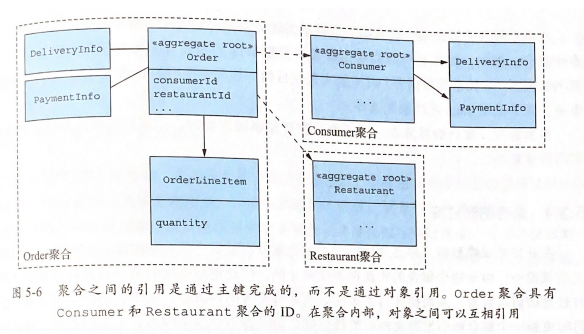 DeliveryInfo
PaymentInfo
«aggregate root»
Order
consumerId
restaurantId
...
OrderLineItem
quantity
Order聚合
«aggregate root»
Consumer
...
DeliveryInfo
PaymentInfo
Consumer聚合
«aggregate root»
Restaurant
...
Restaurant聚合
图 5-6 聚合之间的引用是通过主键完成的，而不是通过对象引用。Order 聚合具有
Consumer 和 Restaurant 聚合的 ID。在聚合内部，对象之间可以互相引用